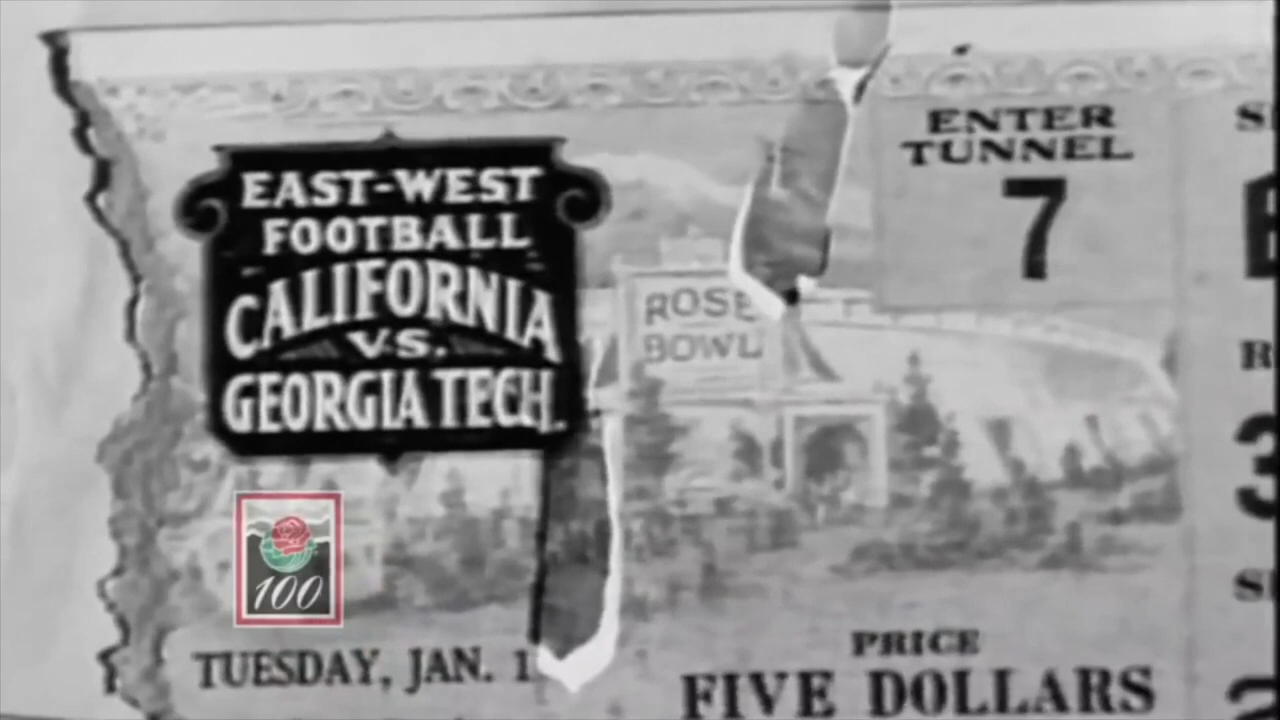 EAST-WEST
FOOTBALL
CALIFORNIA
VS.
GEORGIA TECH.
ROSE
BOWL
ENTER
TUNNEL
7
100
TUESDAY, JAN. 1
PRICE
FIVE DOLLARS